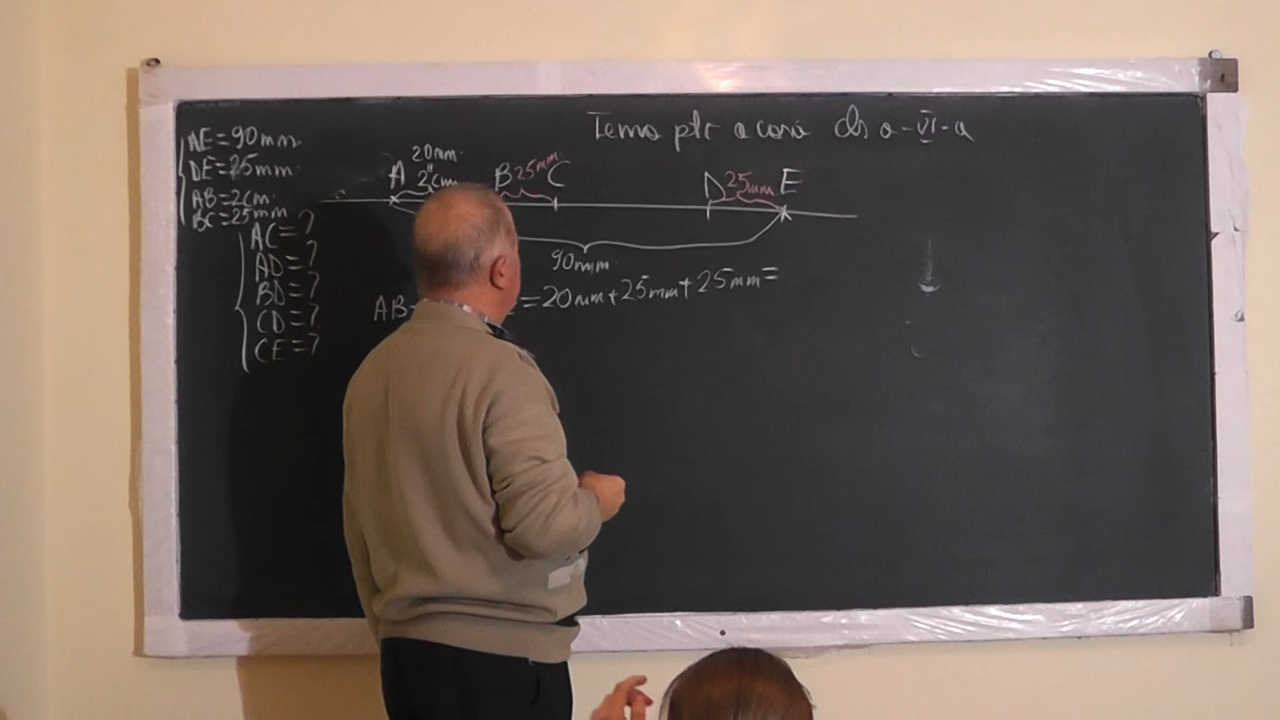 Tema ptr acasă cls a-VI-a
AE=90mm
DE=25mm
AB=2cm
BC=25mm
AC=?
AD=?
BD=?
CD=?
CE=?
20mm
A 2cm B 25mm C D 25mm E
90mm
AB =20mm+25mm+25mm=